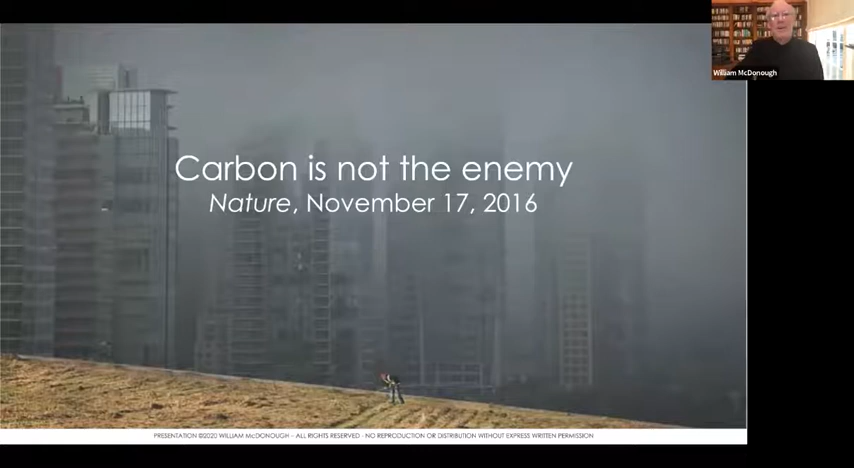 William McDonough
Carbon is not the enemy
Nature, November 17, 2016
PRESENTATION ©2020 WILLIAM McDONOUGH – ALL RIGHTS RESERVED - NO REPRODUCTION OR DISTRIBUTION WITHOUT EXPRESS WRITTEN PERMISSION